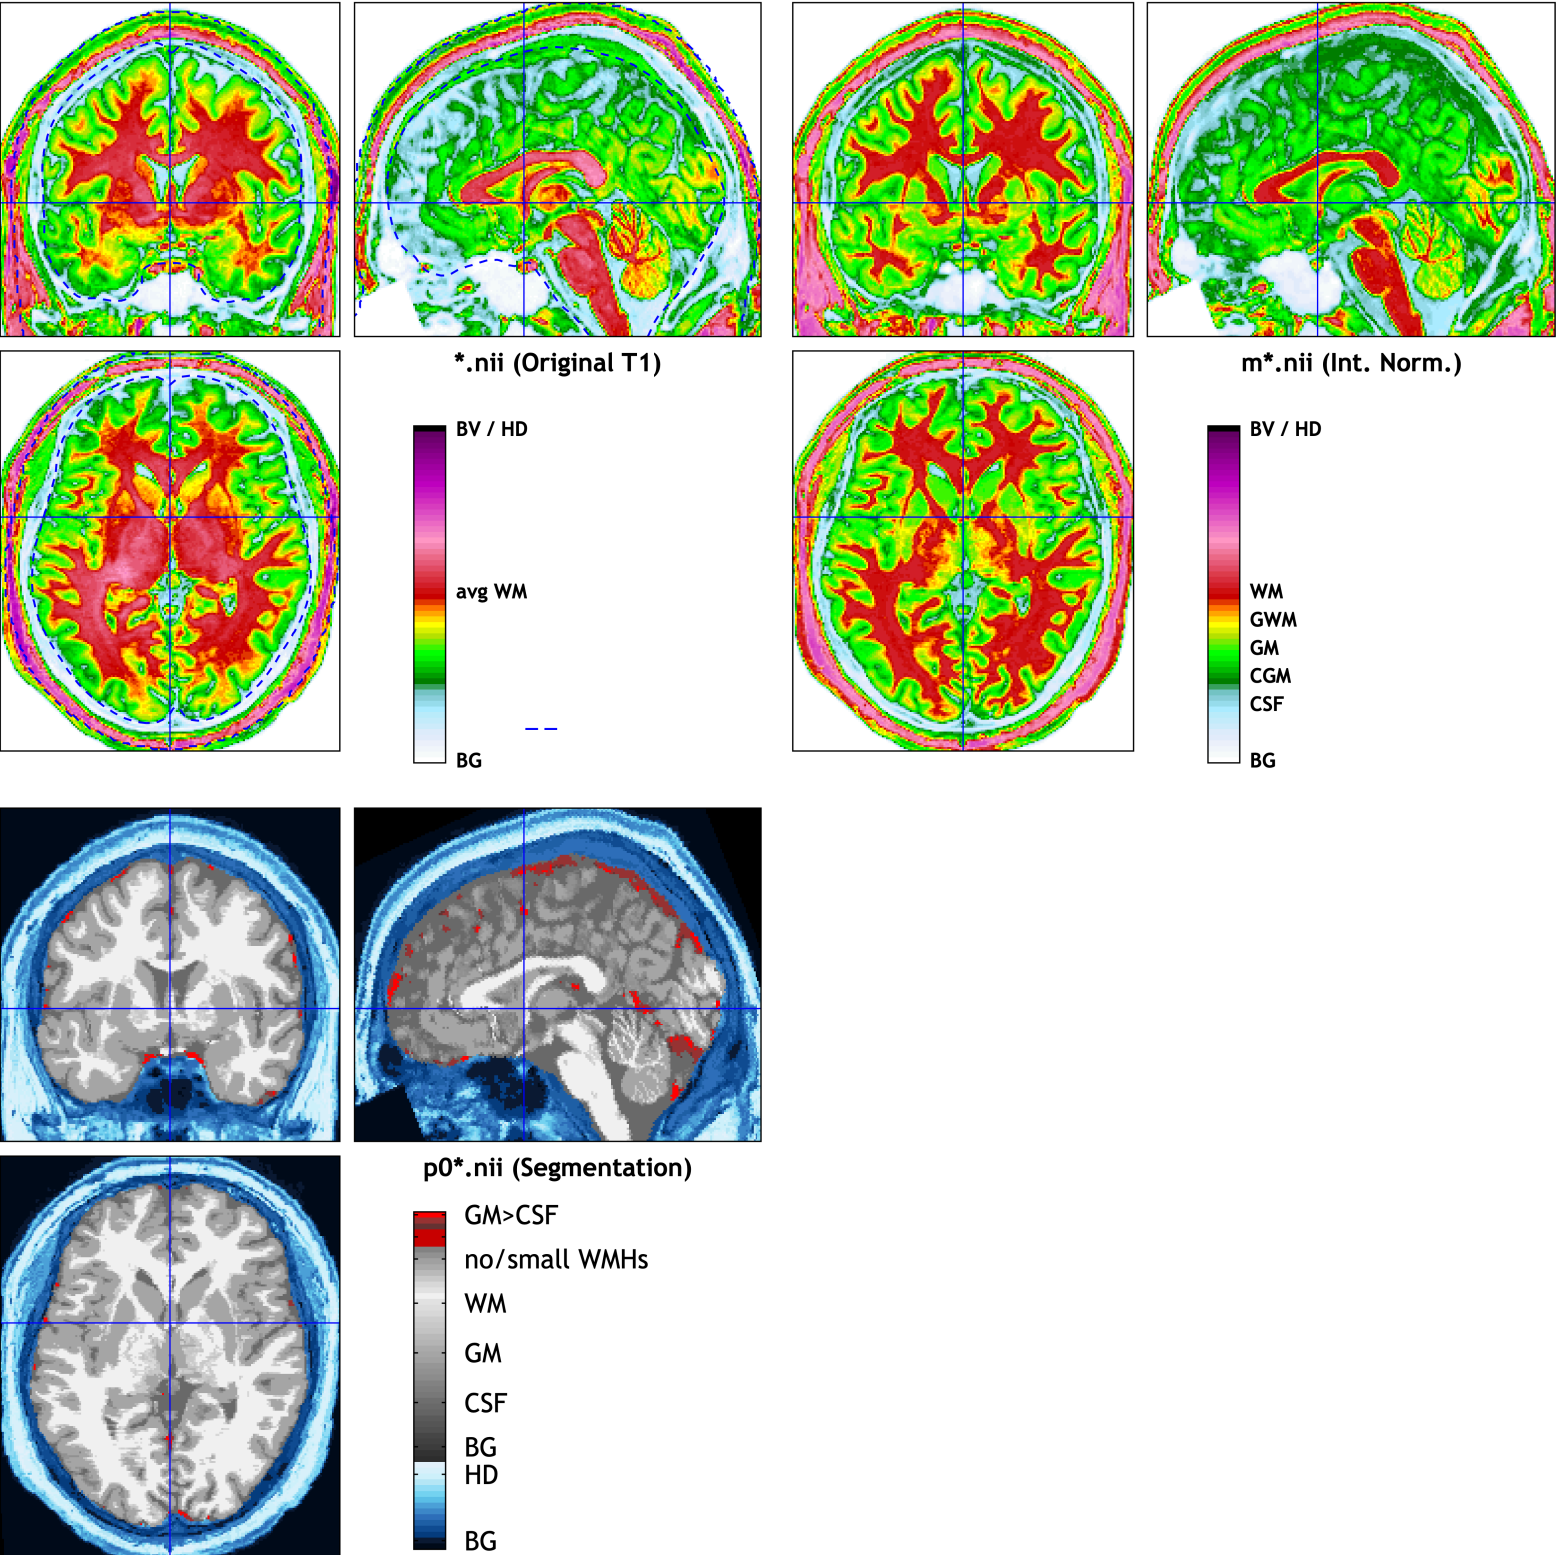 *.nii (Original T1)
BV / HD
avg WM
BG
m*.nii (Int. Norm.)
BV / HD
WM
GWM
GM
CGM
CSF
BG
p0*.nii (Segmentation)
GM>CSF
no/small WMHs
WM
GM
CSF
BG
HD
BG